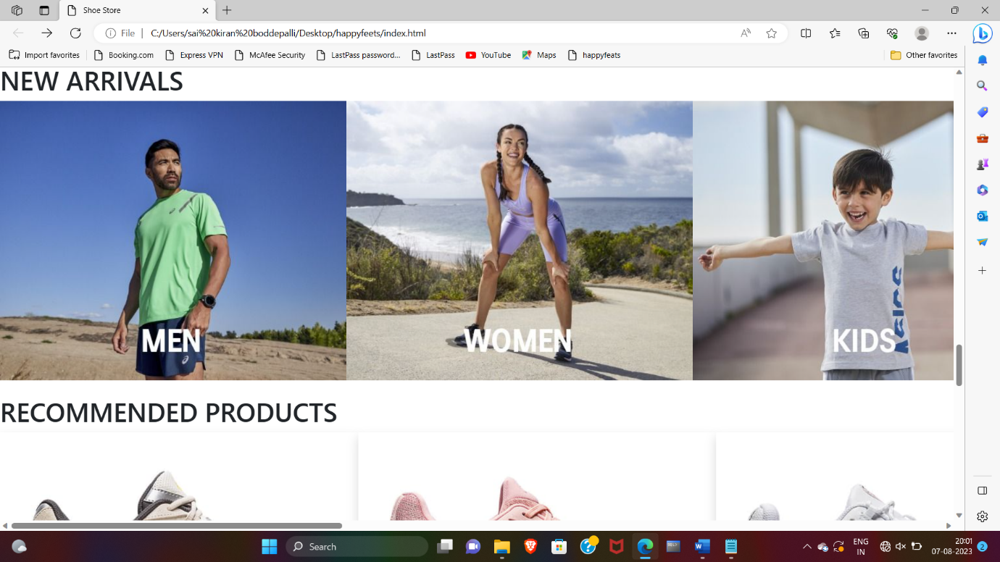 Shoe Store
File
C:/Users/sai%20kiran%20boddepalli/Desktop/happyfeets/index.html
Import favorites
Booking.com
Express VPN
McAfee Security
LastPass password...
LastPass
YouTube
Maps
happyfeats
Other favorites
NEW ARRIVALS
MEN
WOMEN
KIDS
asics
RECOMMENDED PRODUCTS
Search
ENG
IN
20:01
07-08-2023
2